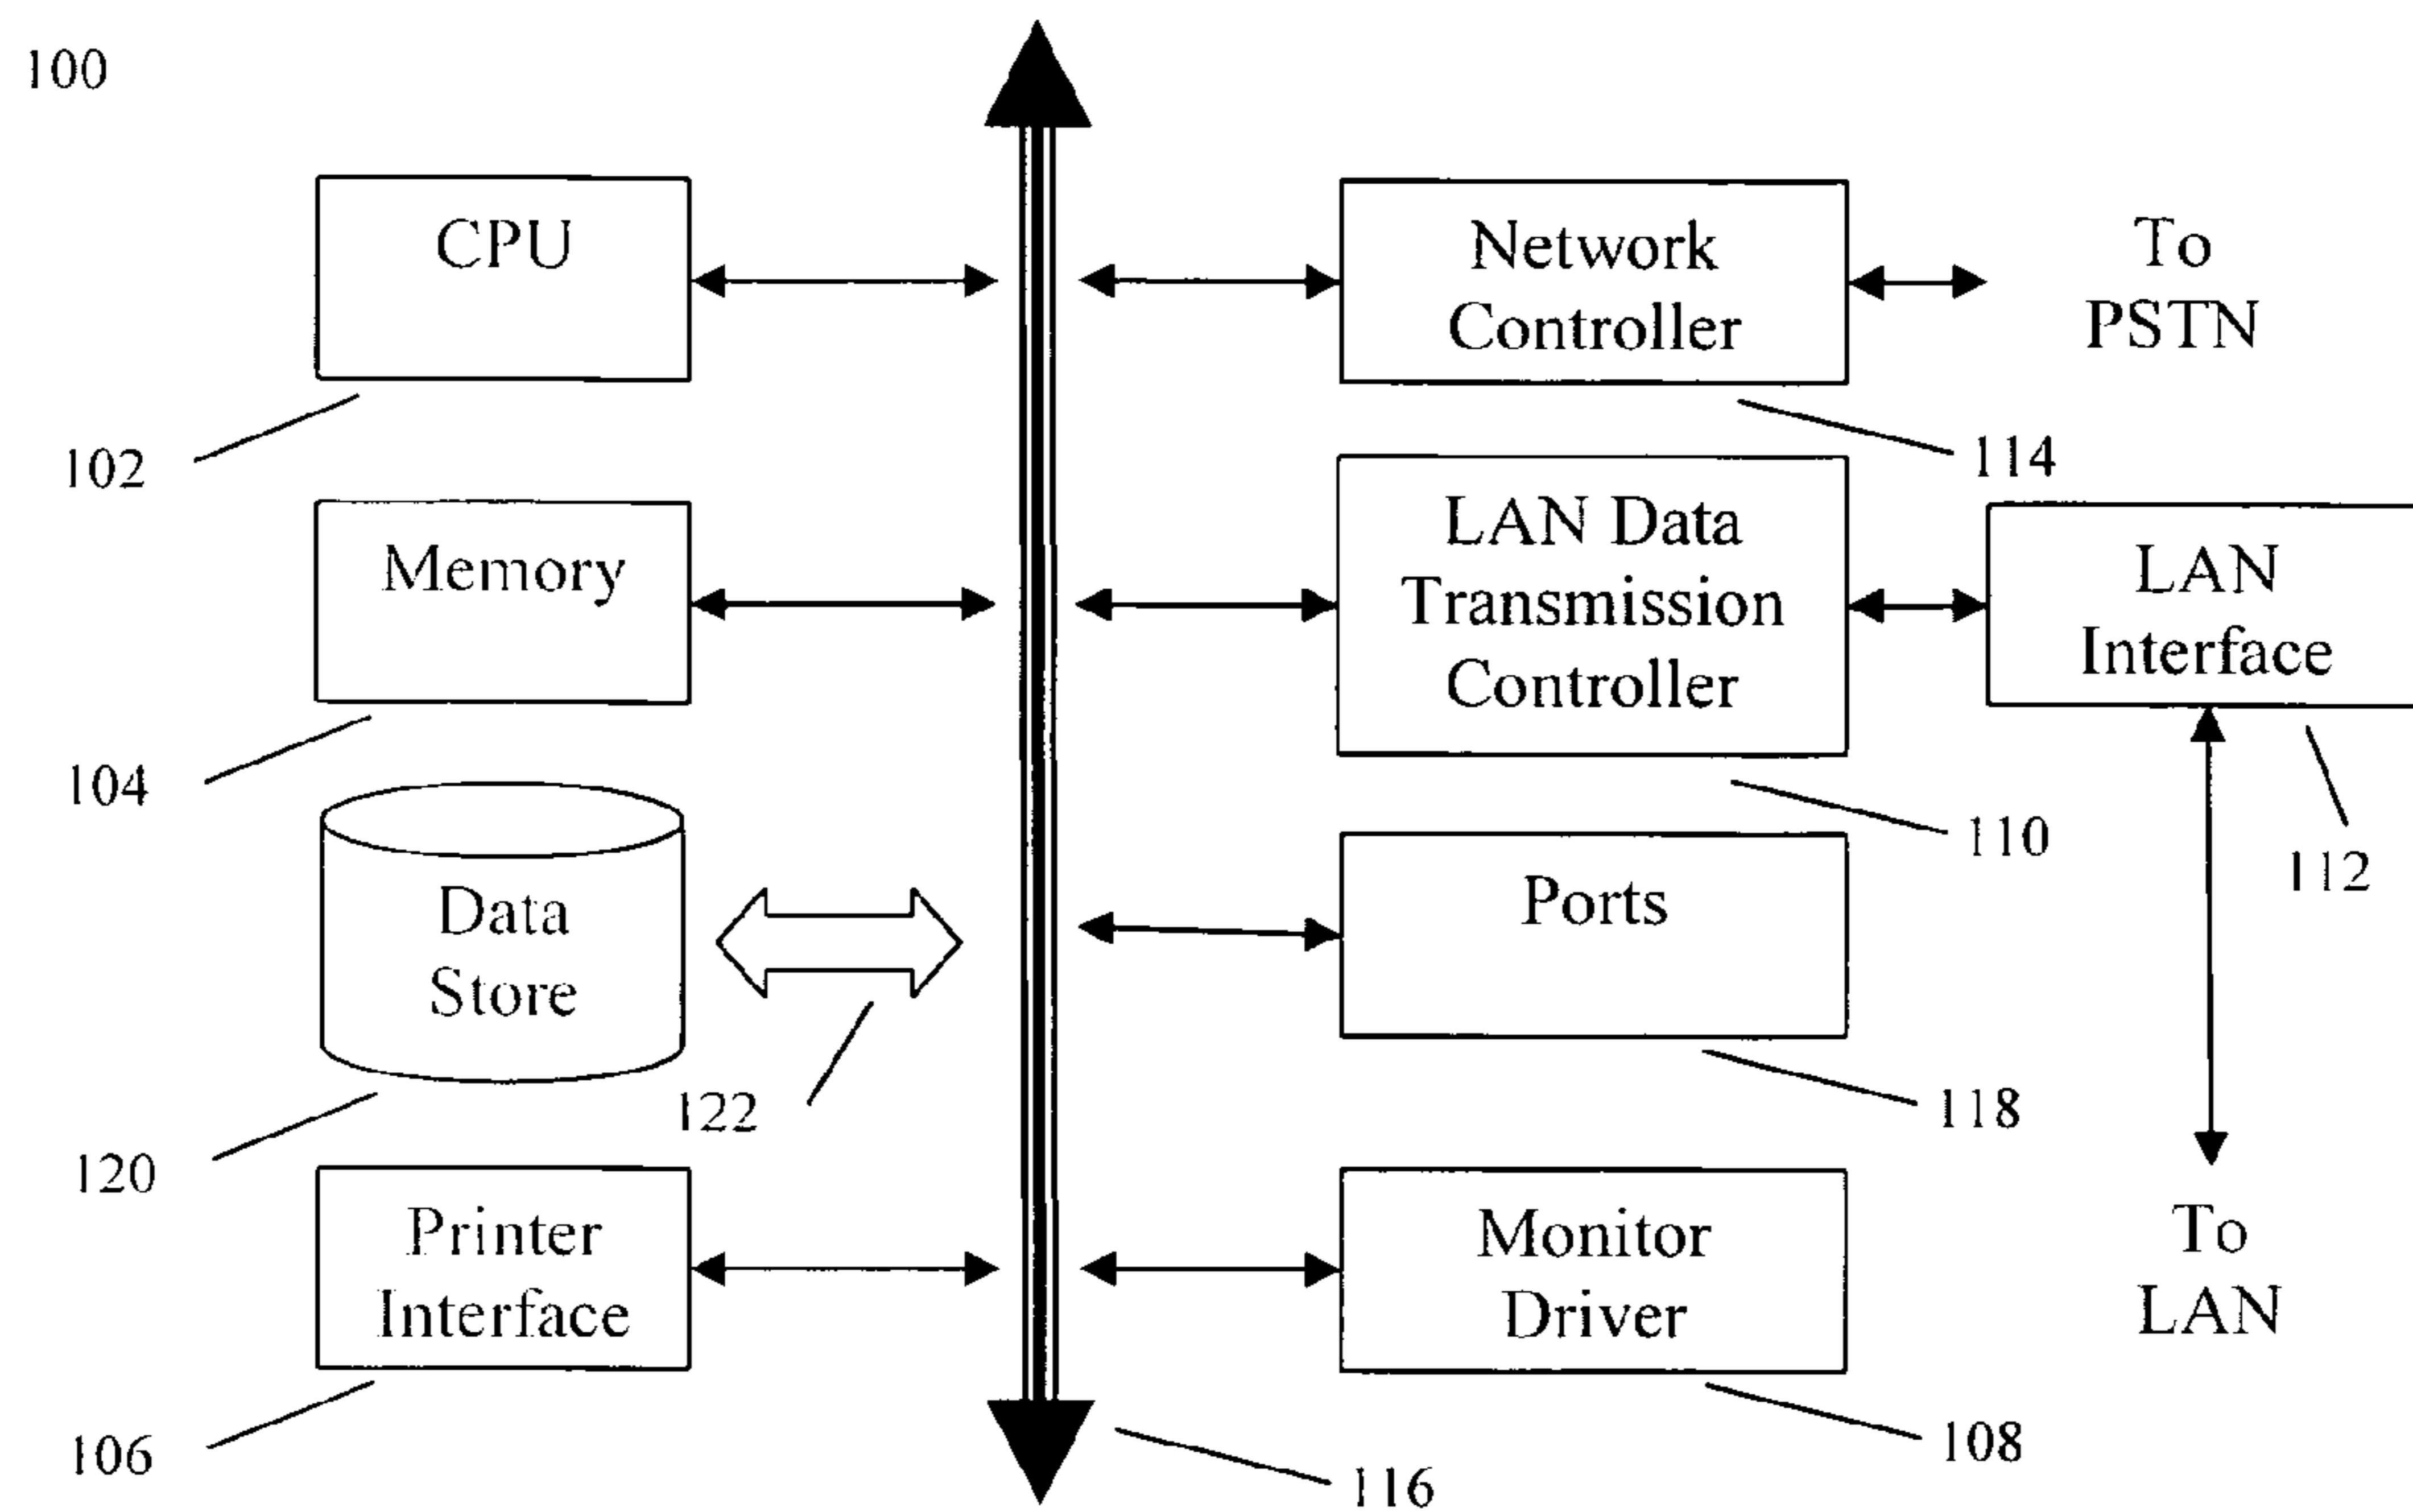 100
CPU
Network
Controller
To
PSTN
102
114
Memory
LAN Data
Transmission
Controller
LAN
Interface
104
110
112
Data
Store
Ports
122
118
120
Printer
Interface
Monitor
Driver
To
LAN
106
108
116